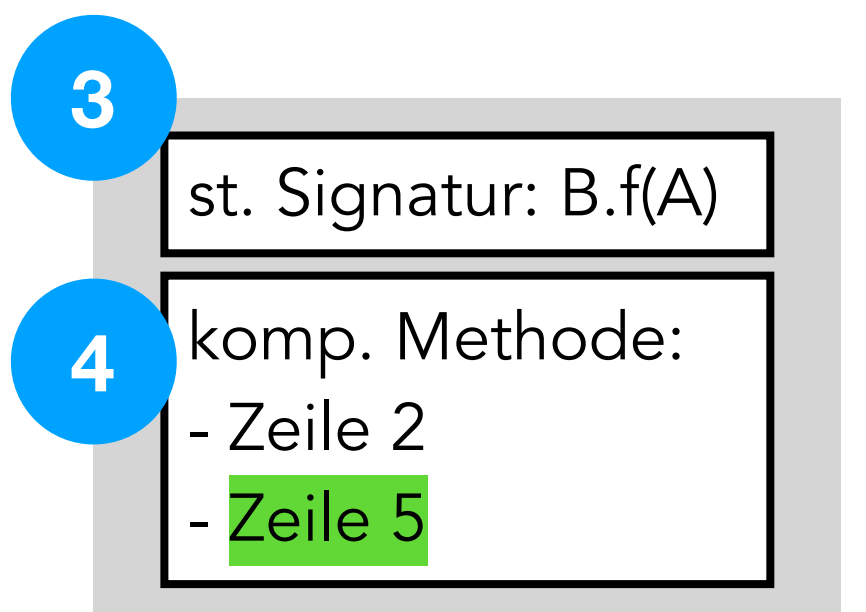 3
st. Signatur: B.f(A)
4
komp. Methode:
- Zeile 2
- Zeile 5